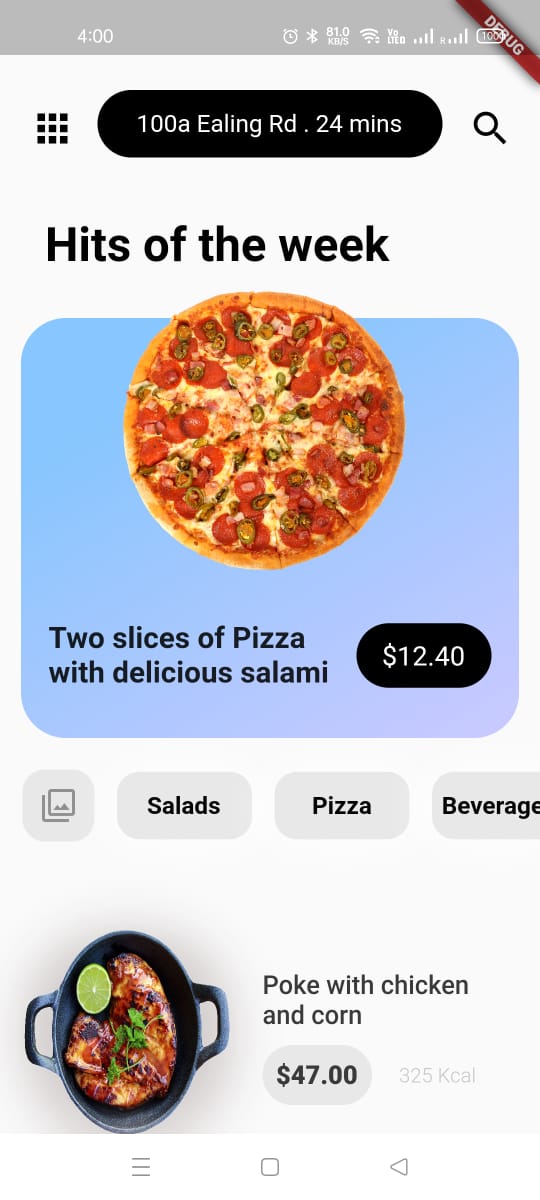 4:00
81.0
KB/S
Vo
LTED
R
100
DEBUG
100a Ealing Rd . 24 mins
Hits of the week
Two slices of Pizza
with delicious salami
$12.40
Salads
Pizza
Beverage
Poke with chicken
and corn
$47.00
325 Kcal